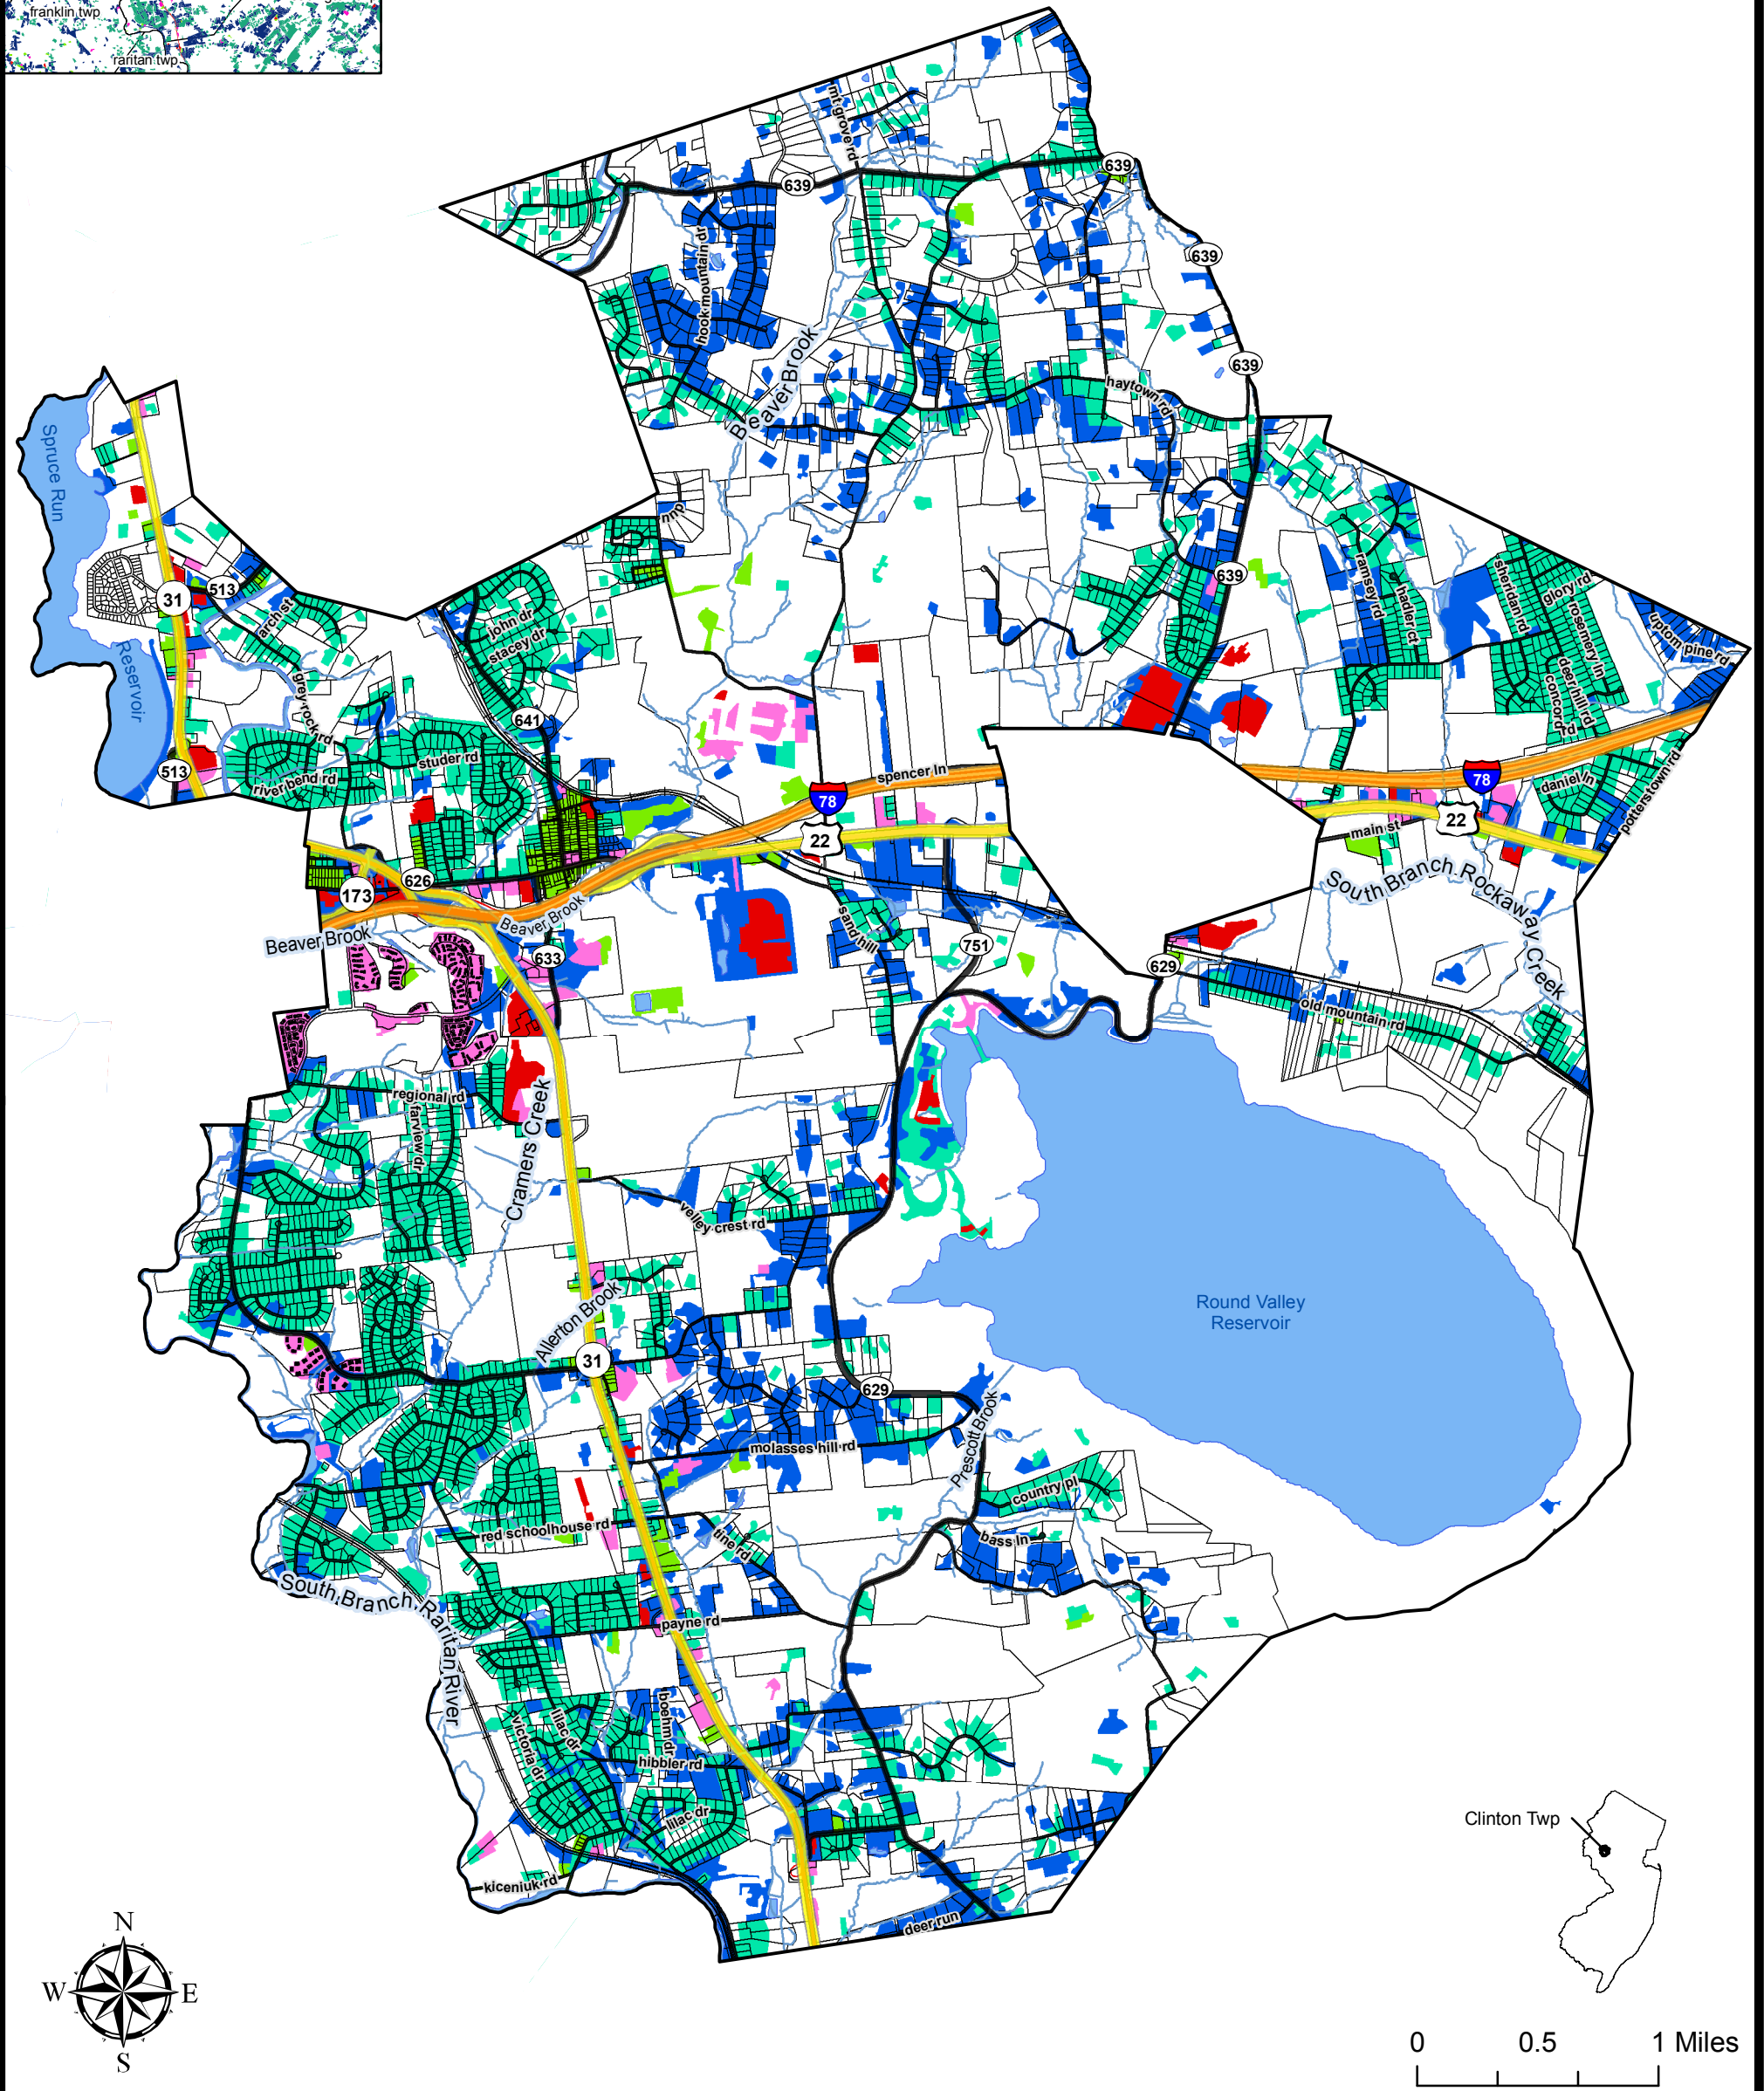 franklin twp
raritan twp
mt grove rd
639
639
639
hook mountain dr
Beaver Brook
639
haytown rd
Spruce Run
Reservoir
nnp
31
513
arch st
grey rock rd
john dr
stacey dr
641
639
ramsey rd
hadler ct
sheridan rd
glory rd
rosemery ln
deer hill rd
concord rd
upton pine rd
513
river bend rd
studer rd
spencer ln
78
22
78
22
daniel ln
potterstown rd
main st
South Branch Rockaway Creek
626
173
Beaver Brook
Beaver Brook
633
sand hill
751
629
old mountain rd
regional rd
fairview dr
Cramers Creek
velley crest rd
Allerton Brook
31
Round Valley
Reservoir
629
Prescott Brook
molasses hill rd
country pl
bass ln
red schoolhouse rd
tine rd
South Branch Raritan River
payne rd
boehm dr
lilac dr
victoria dr
hibbler rd
lilac dr
kiceniuk rd
deer run
Clinton Twp
N
W
E
S
0 0.5 1 Miles